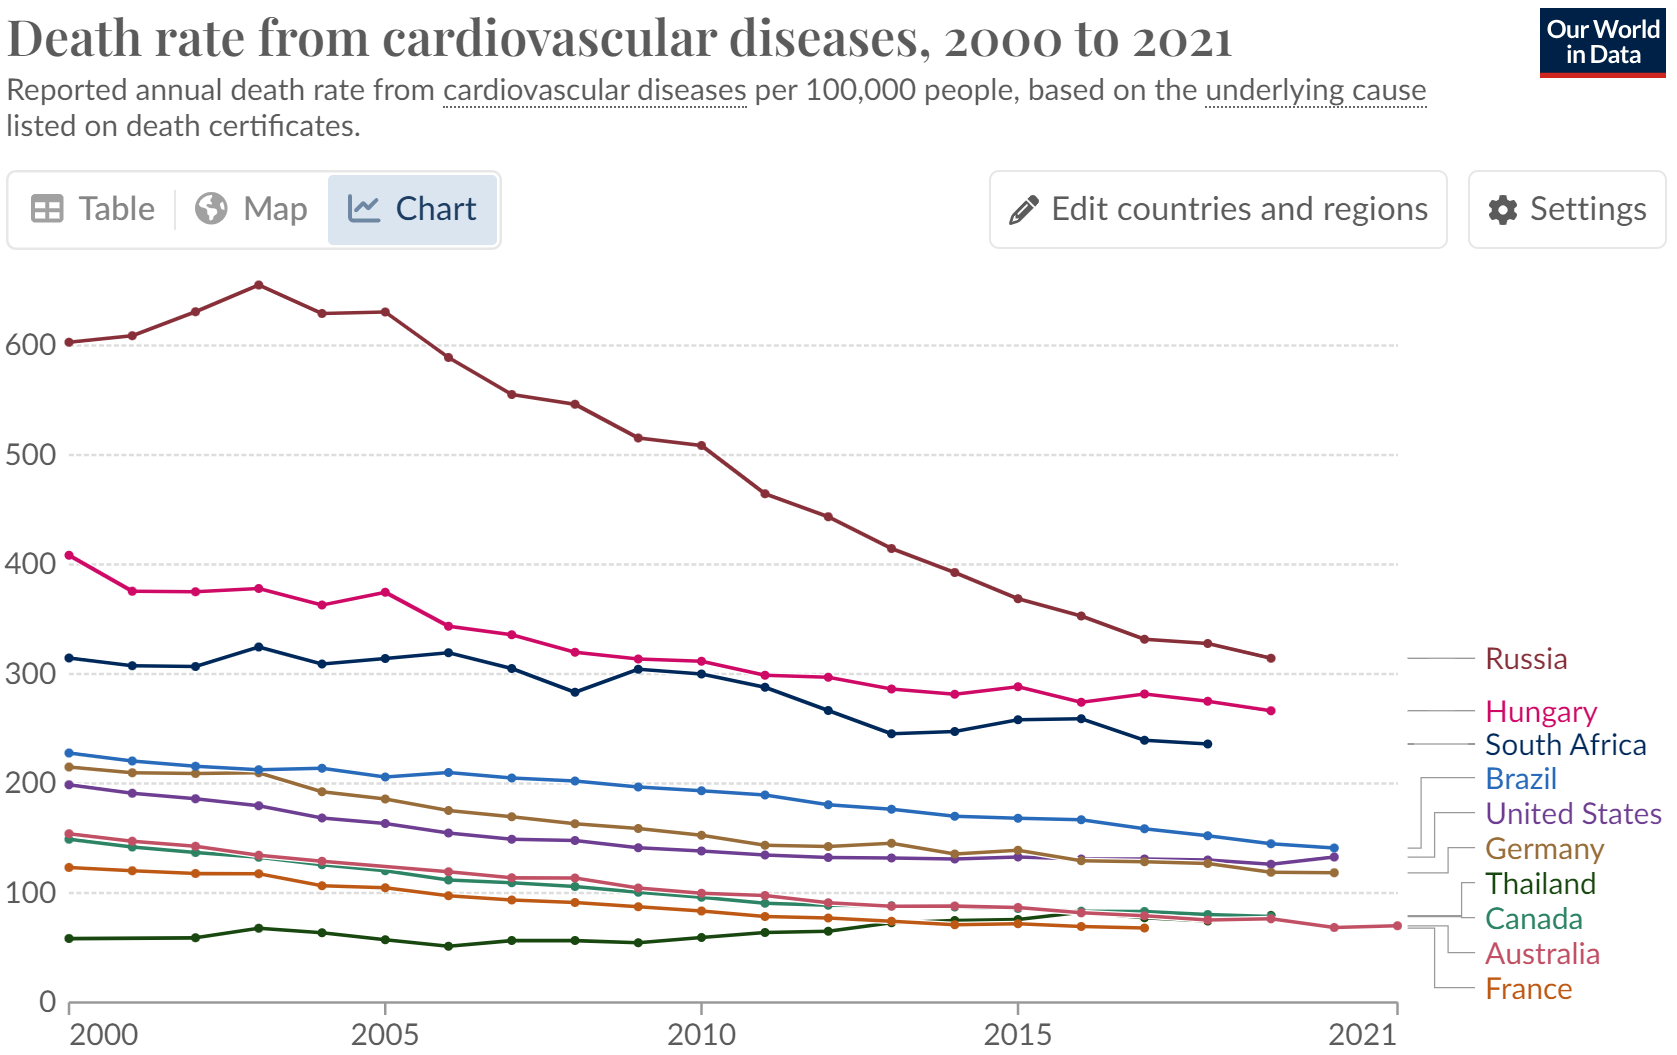 Death rate from cardiovascular diseases, 2000 to 2021
Our World
in Data
Reported annual death rate from cardiovascular diseases per 100,000 people, based on the underlying cause
listed on death certificates.
Table
Map
Chart
Edit countries and regions
Settings
600
500
400
300
200
100
0
2000
2005
2010
2015
2021
Russia
Hungary
South Africa
Brazil
United States
Germany
Thailand
Canada
Australia
France